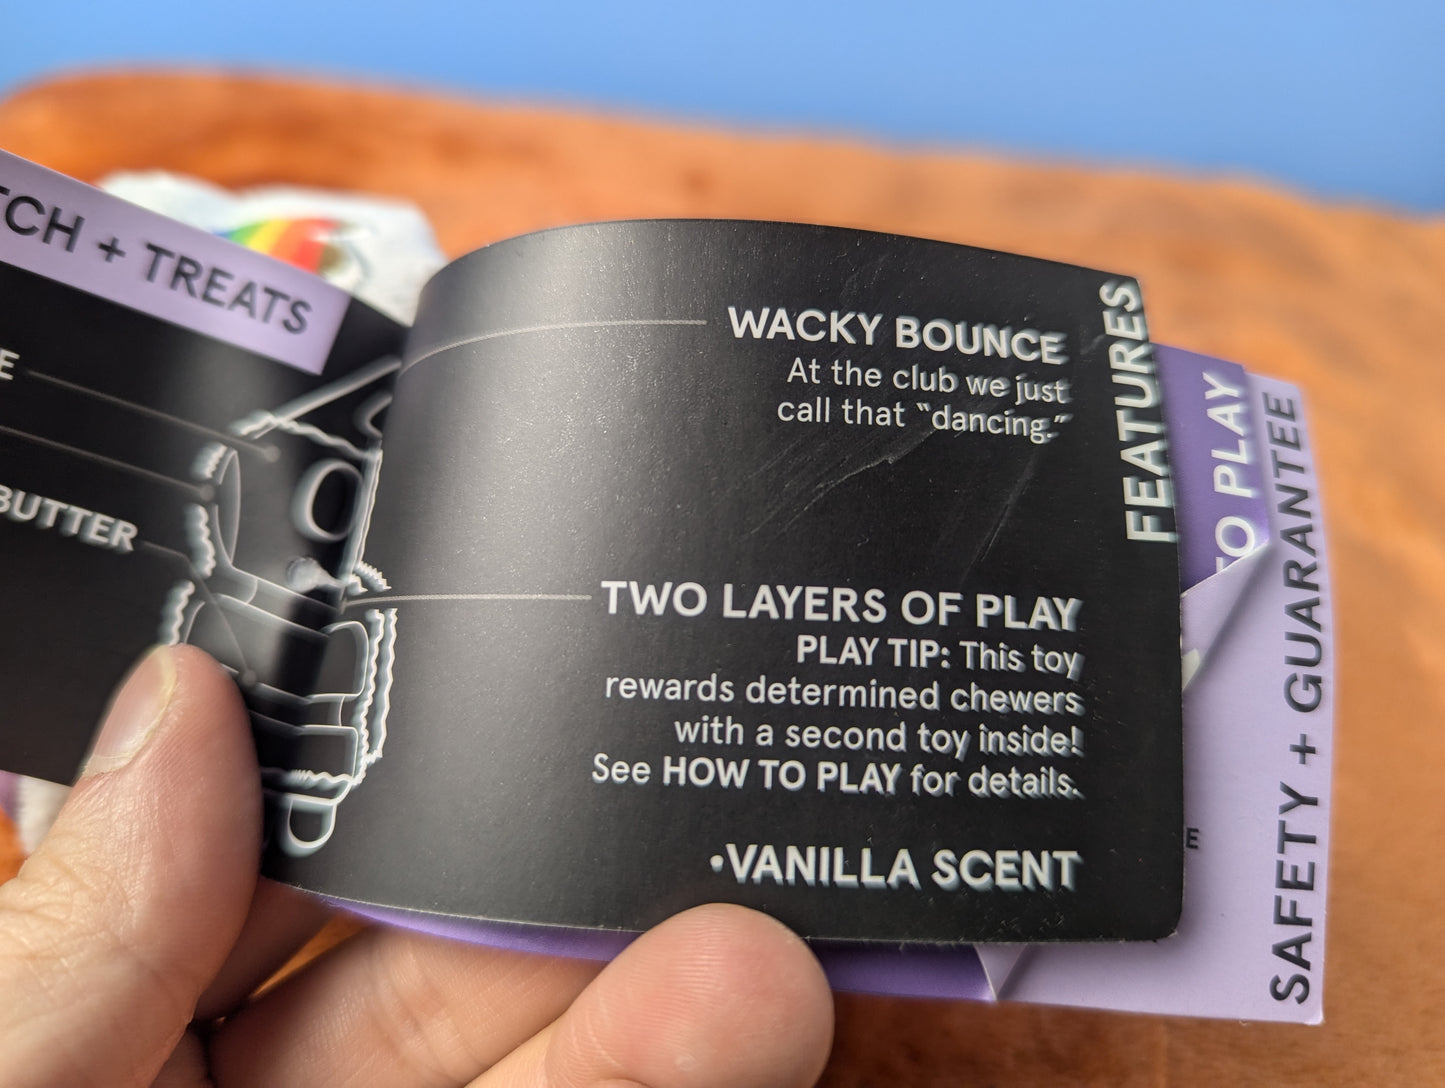 TCH + TREATS
E
BUTTER
WACKY BOUNCE
At the club we just
call that “dancing.”
TWO LAYERS OF PLAY
PLAY TIP: This toy
rewards determined chewers
with a second toy inside!
See HOW TO PLAY for details.
•VANILLA SCENT
FEATURES
TO PLAY
E
SAFETY + GUARANTEE